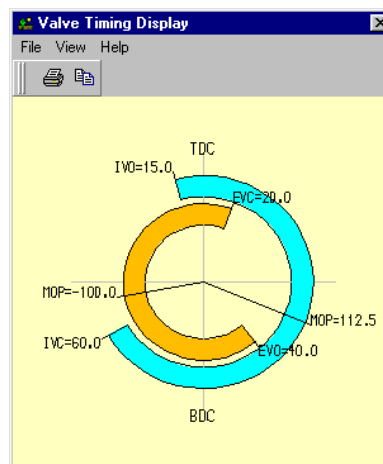 Valve Timing Display
File View Help
TDC
IVO=15.0
EVC=20.0
MOP=-100.0
MOP=112.5
IVC=60.0
EVO=40.0
BDC